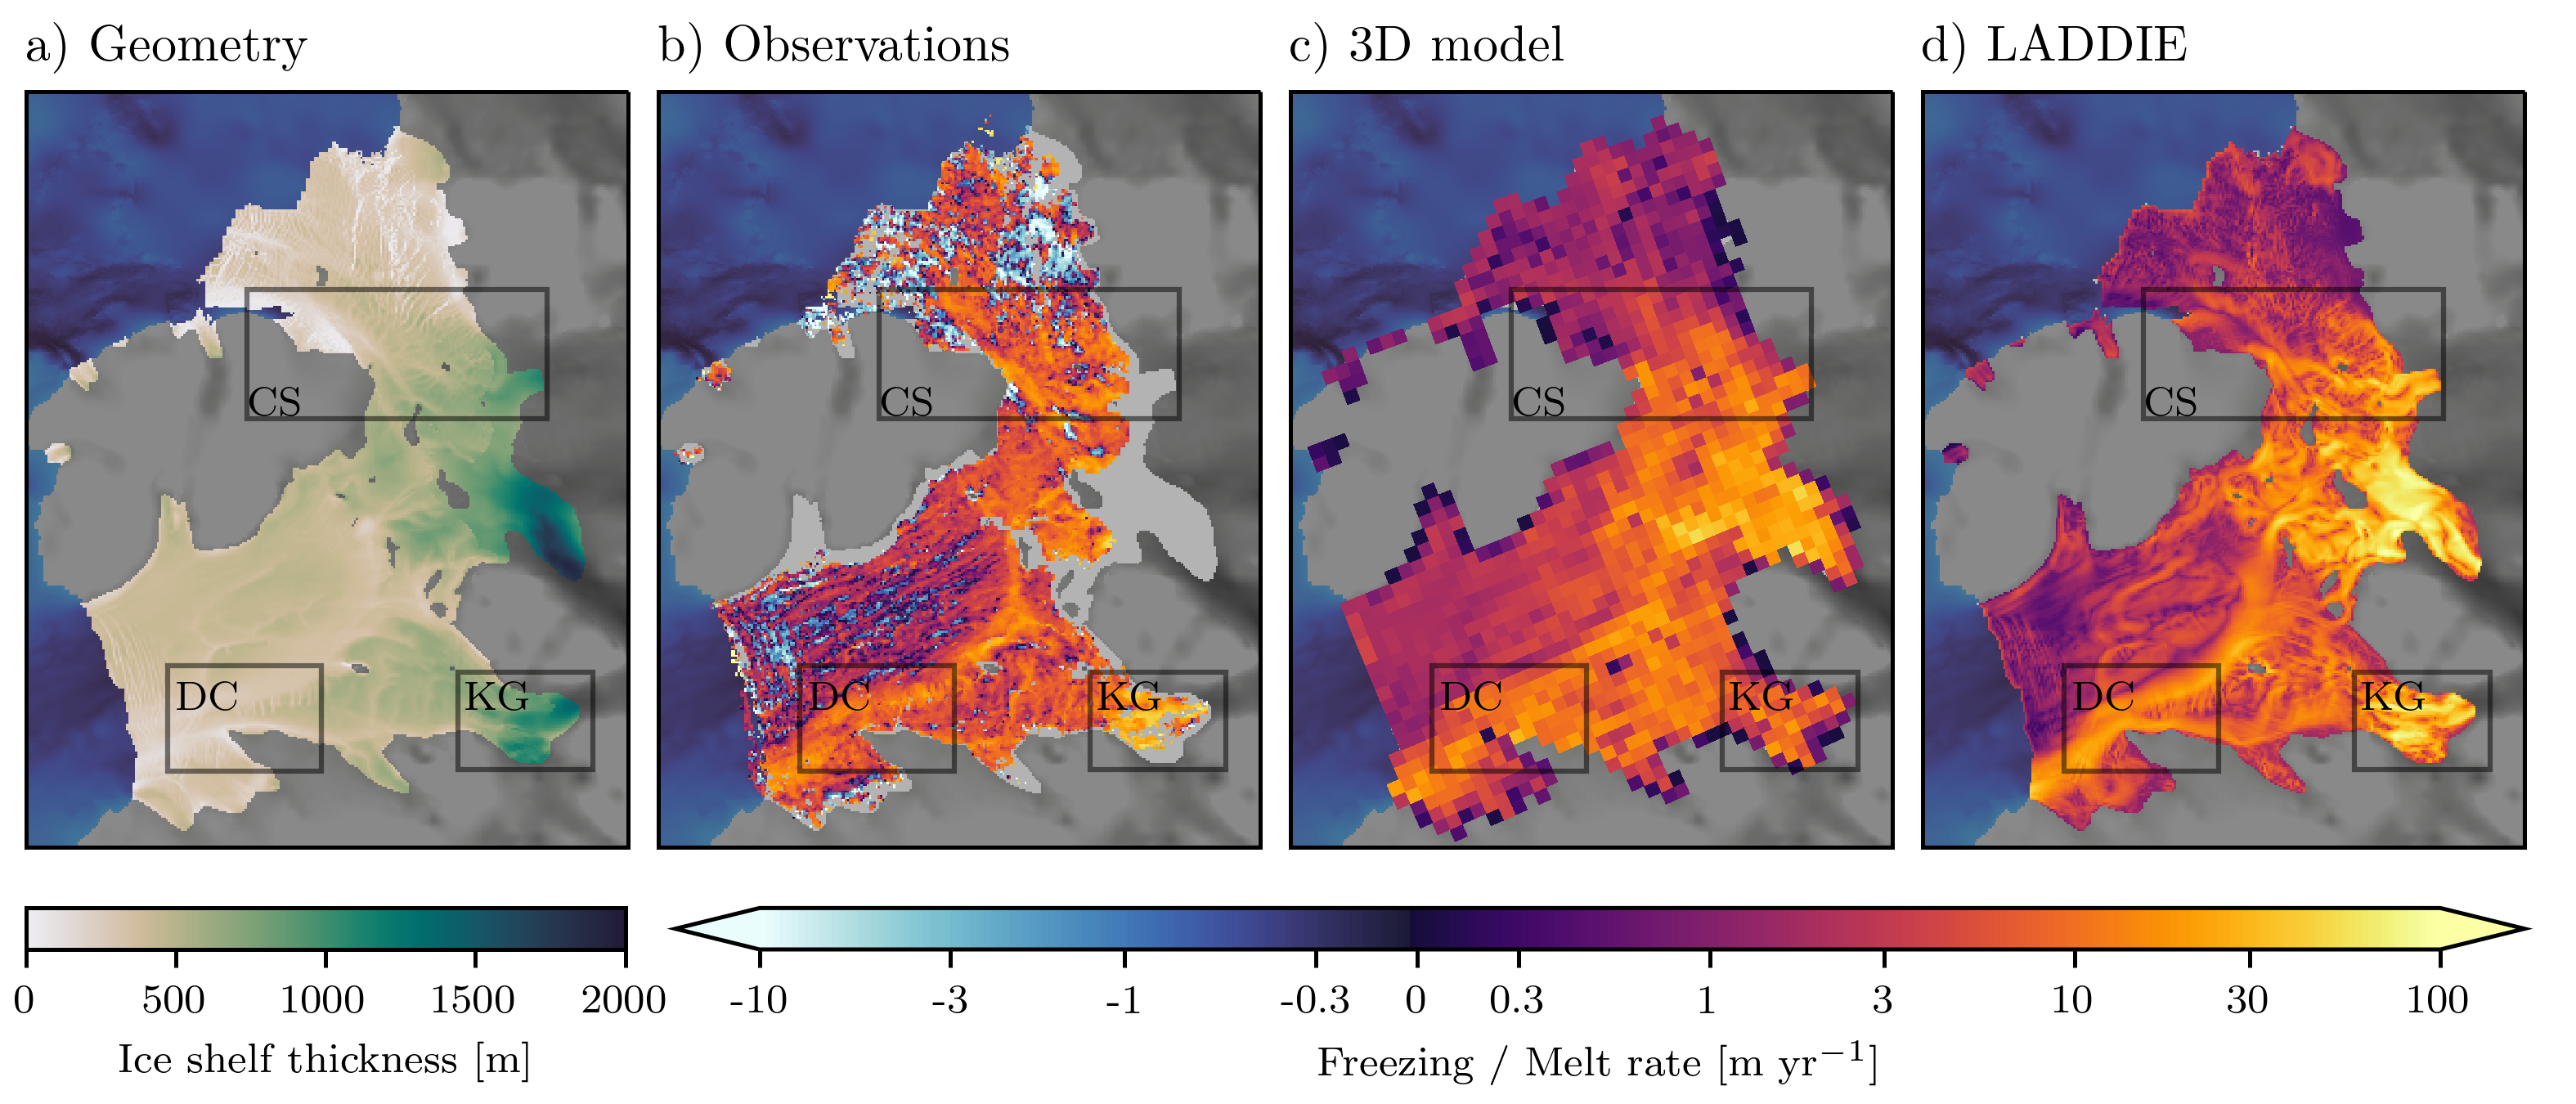 a) Geometry
b) Observations
c) 3D model
d) LADDIE
CS
DC
KG
CS
DC
KG
CS
DC
KG
CS
DC
KG
0 500 1000 1500 2000
Ice shelf thickness [m]
-10 -3 -1 -0.3 0 0.3 1 3 10 30 100
Freezing / Melt rate [m yr⁻¹]